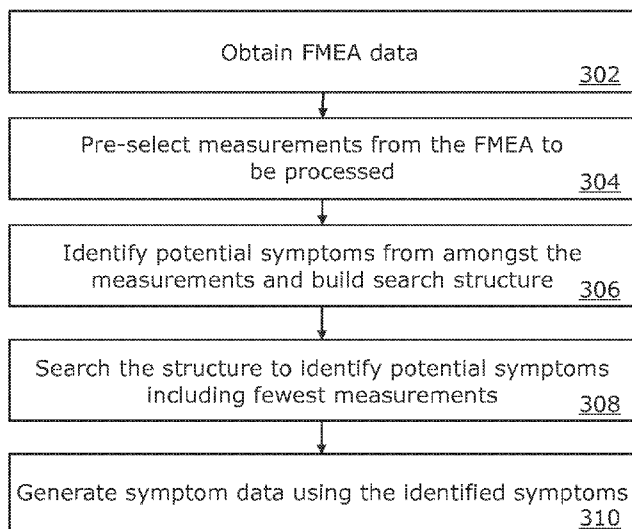 Obtain FMEA data
302
Pre-select measurements from the FMEA to
be processed
304
Identify potential symptoms from amongst the
measurements and build search structure
306
Search the structure to identify potential symptoms
including fewest measurements
308
Generate symptom data using the identified symptoms
310